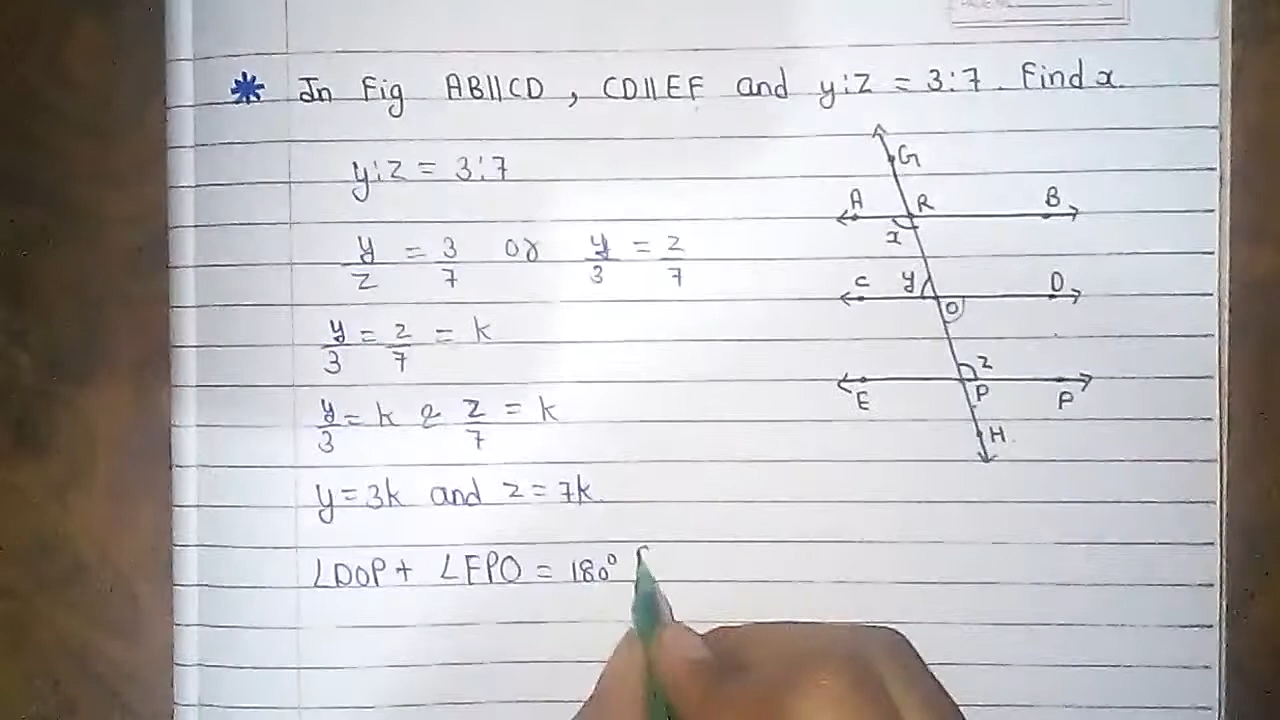 * In Fig AB||CD , CD||EF and y:z = 3:7. Find x.
y:z = 3:7
y/z = 3/7 or y/3 = z/7
y/3 = z/7 = k
y/3 = k & z/7 = k
y=3k and z=7k.
∠DOP + ∠FPO = 180°
G
A R B
x
C y D
O
z
E P P
H